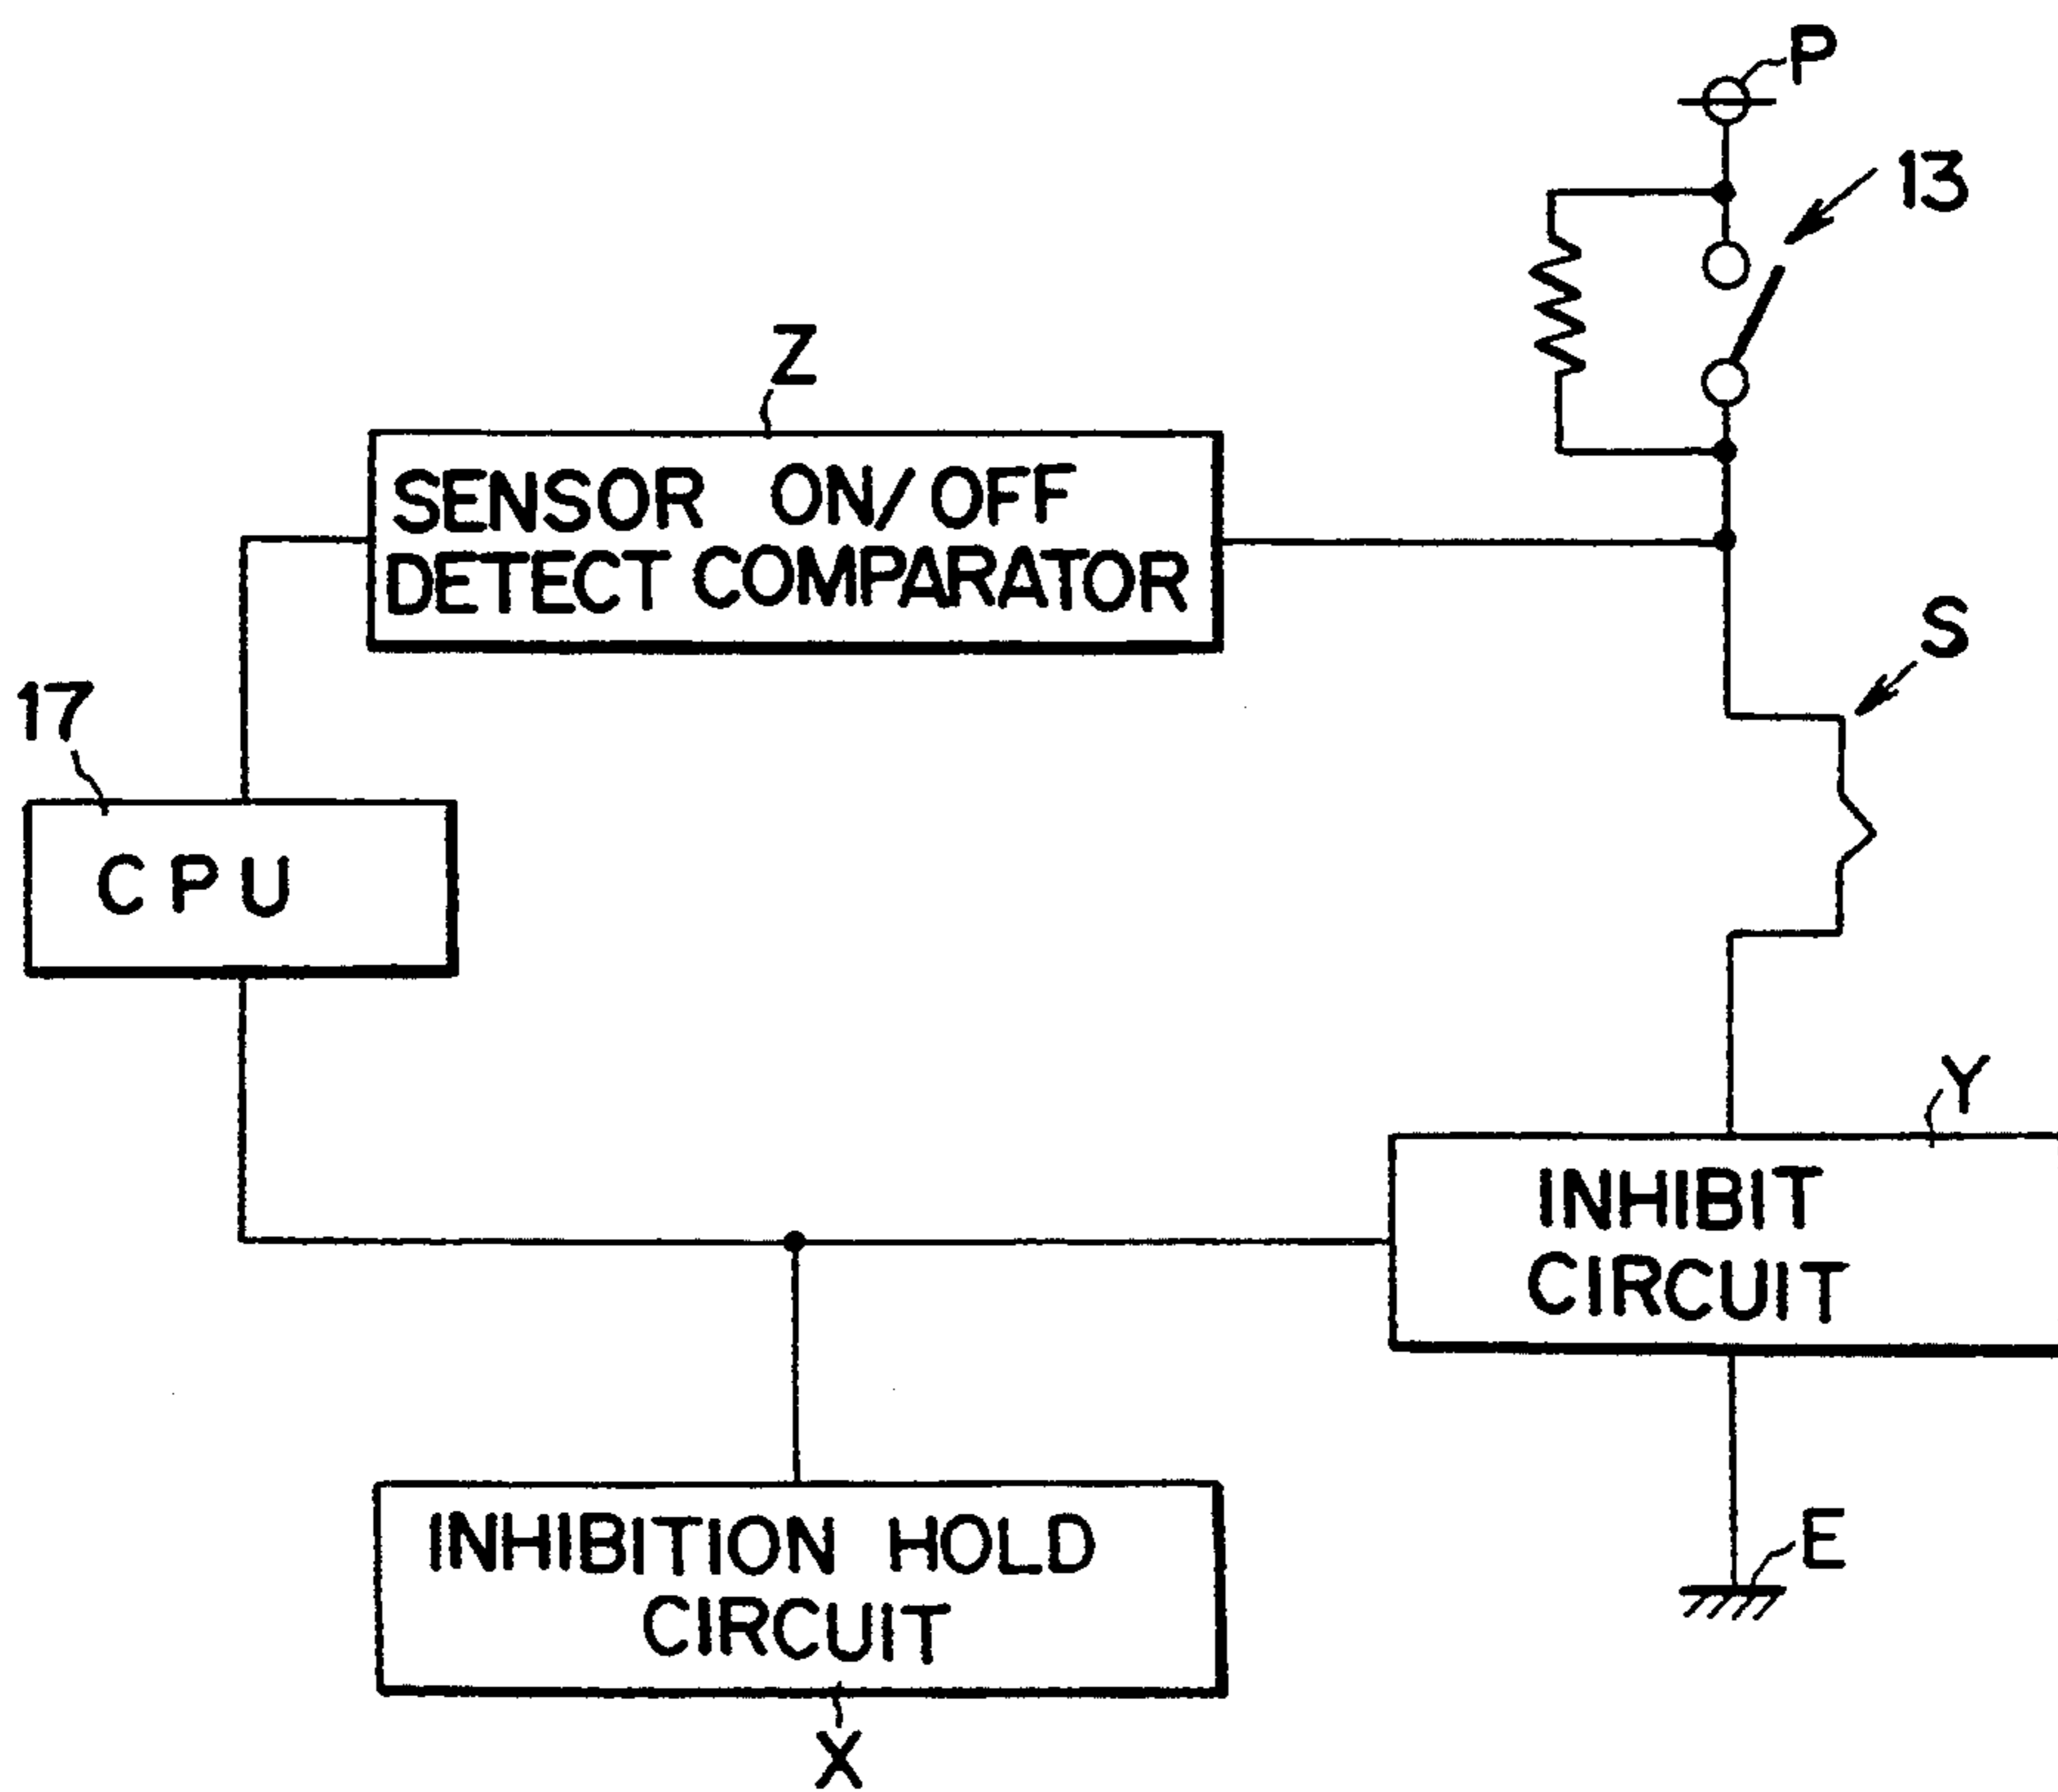 P
13
Z
SENSOR ON/OFF
DETECT COMPARATOR
S
17
CPU
Y
INHIBIT
CIRCUIT
E
INHIBITION HOLD
CIRCUIT
X